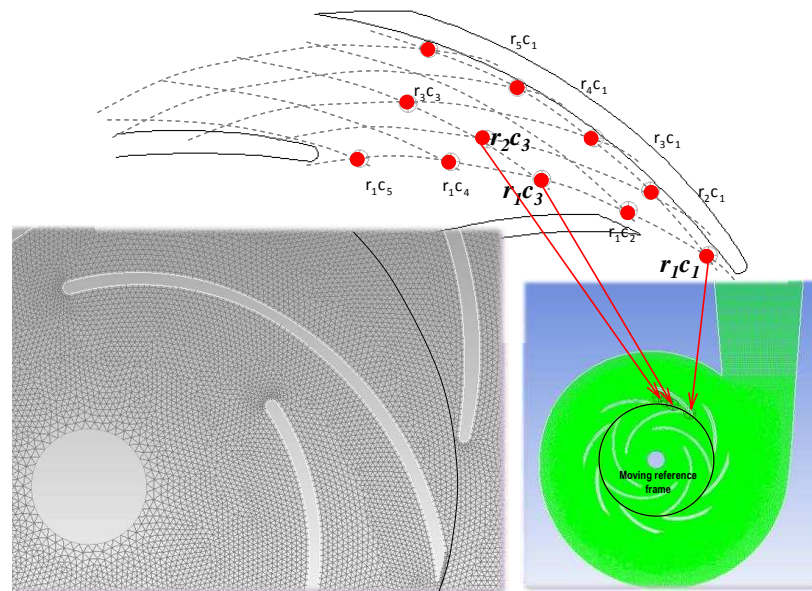 r₅c₁
r₄c₁
r₃c₃
r₃c₁
r₂c₃
r₂c₁
r₁c₅
r₁c₄
r₁c₃
r₁c₂
r₁c₁
Moving reference
frame